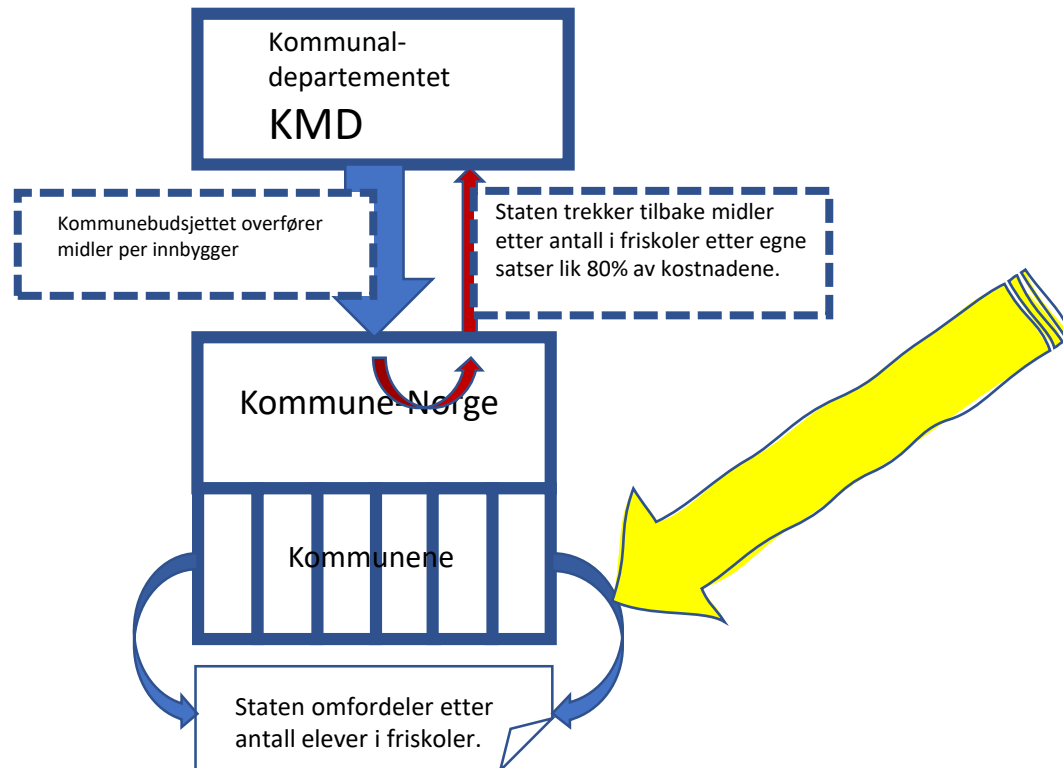 Kommunal-
departementet
KMD
Kommunebudsjettet overfører
midler per innbygger
Staten trekker tilbake midler
etter antall i friskoler etter egne
satser lik 80% av kostnadene.
Kommune-Norge
Kommunene
Staten omfordeler etter
antall elever i friskoler.